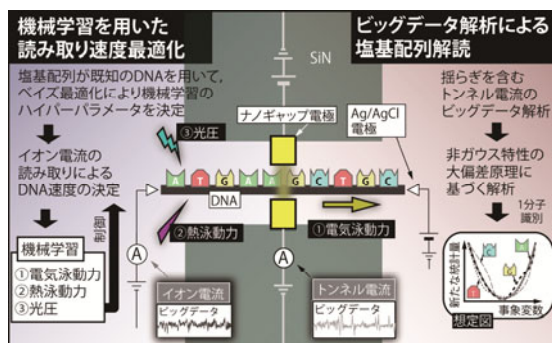 機械学習を用いた
読み取り速度最適化
塩基配列が既知のDNAを用いて,
ベイズ最適化により機械学習の
ハイパーパラメータを決定
イオン電流の
読み取りによる
DNA速度の決定
機械学習
①電気泳動力
②熱泳動力
③光圧
制御
SiN
ナノギャップ電極
Ag/AgCl
電極
③光圧
A T G A A G C T G C
DNA
②熱泳動力
①電気泳動力
A
A
イオン電流
ビッグデータ
トンネル電流
ビッグデータ
ビッグデータ解析による
塩基配列解読
揺らぎを含む
トンネル電流の
ビッグデータ解析
非ガウス特性の
大偏差原理に
基づく解析
1分子
識別
新たな統計量
T C G A
事象変数
想定図